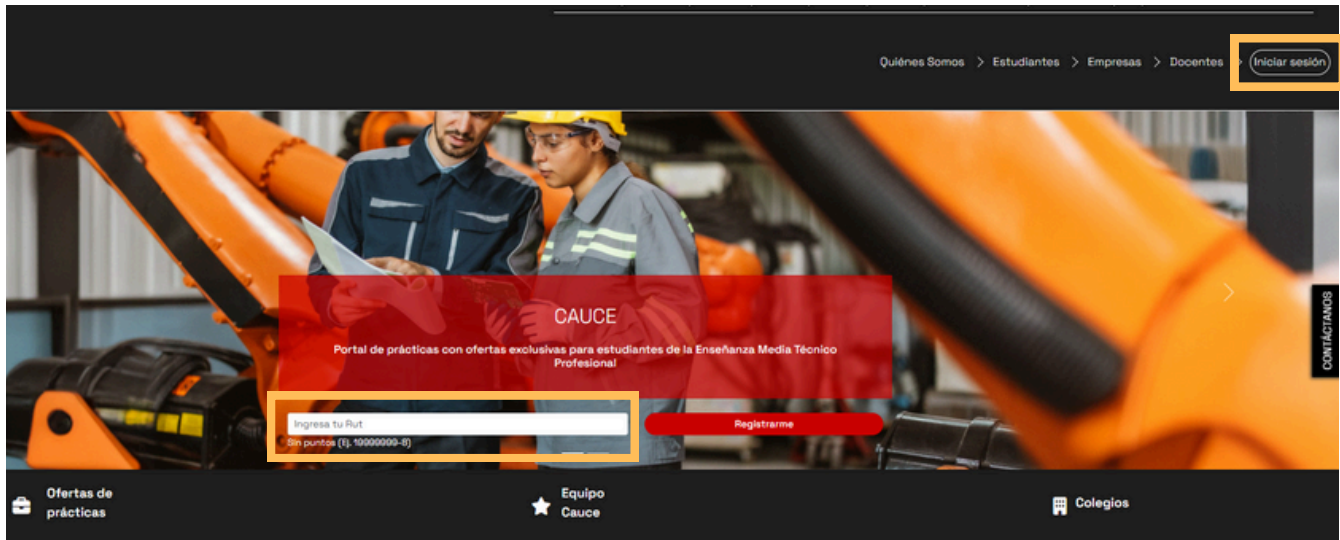 Quiénes Somos > Estudiantes > Empresas > Docentes > Iniciar sesión
CAUCE
Portal de prácticas con ofertas exclusivas para estudiantes de la Enseñanza Media Técnico
Profesional
Ingresa tu Rut
Registrarme
Sin puntos (Ej. 19999999-8)
CONTÁCTANOS
Ofertas de
prácticas
Equipo
Cauce
Colegios